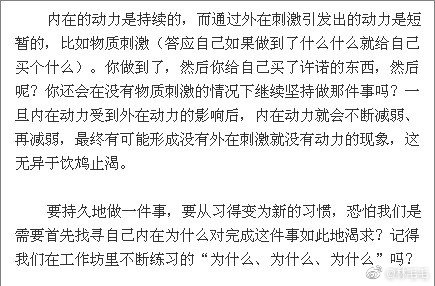 内在的动力是持续的，而通过外在刺激引发出的动力是短
暂的，比如物质刺激（答应自己如果做到了什么什么就给自己
买个什么）。你做到了，然后你给自己买了许诺的东西，然后
呢？你还会在没有物质刺激的情况下继续坚持做那件事吗？一
旦内在动力受到外在动力的影响后，内在动力就会不断减弱、
再减弱，最终有可能形成没有外在刺激就没有动力的现象，这
无异于饮鸩止渴。
要持久地做一件事，要从习得变为新的习惯，恐怕我们是
需要首先找寻自己内在为什么对完成这件事如此地渴求？记得
我们在工作坊里不断练习的“为什么、为什么、为什么”吗？